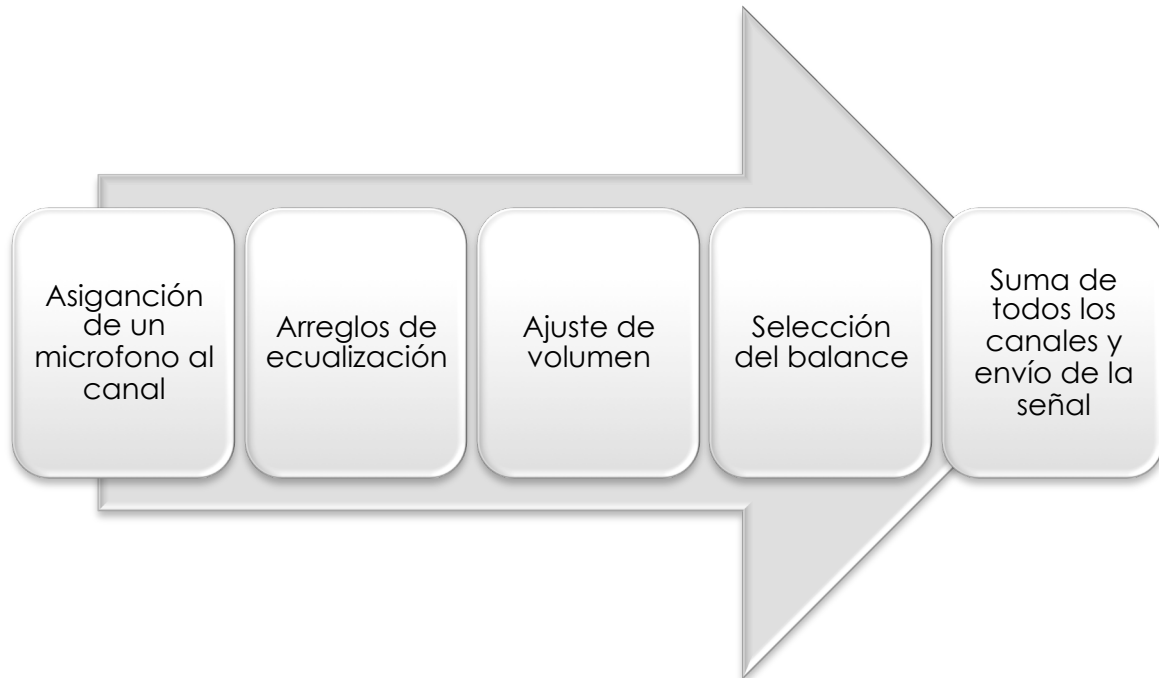 Asiganción
de un
microfono al
canal
Arreglos de
ecualización
Ajuste de
volumen
Selección
del balance
Suma de
todos los
canales y
envío de la
señal